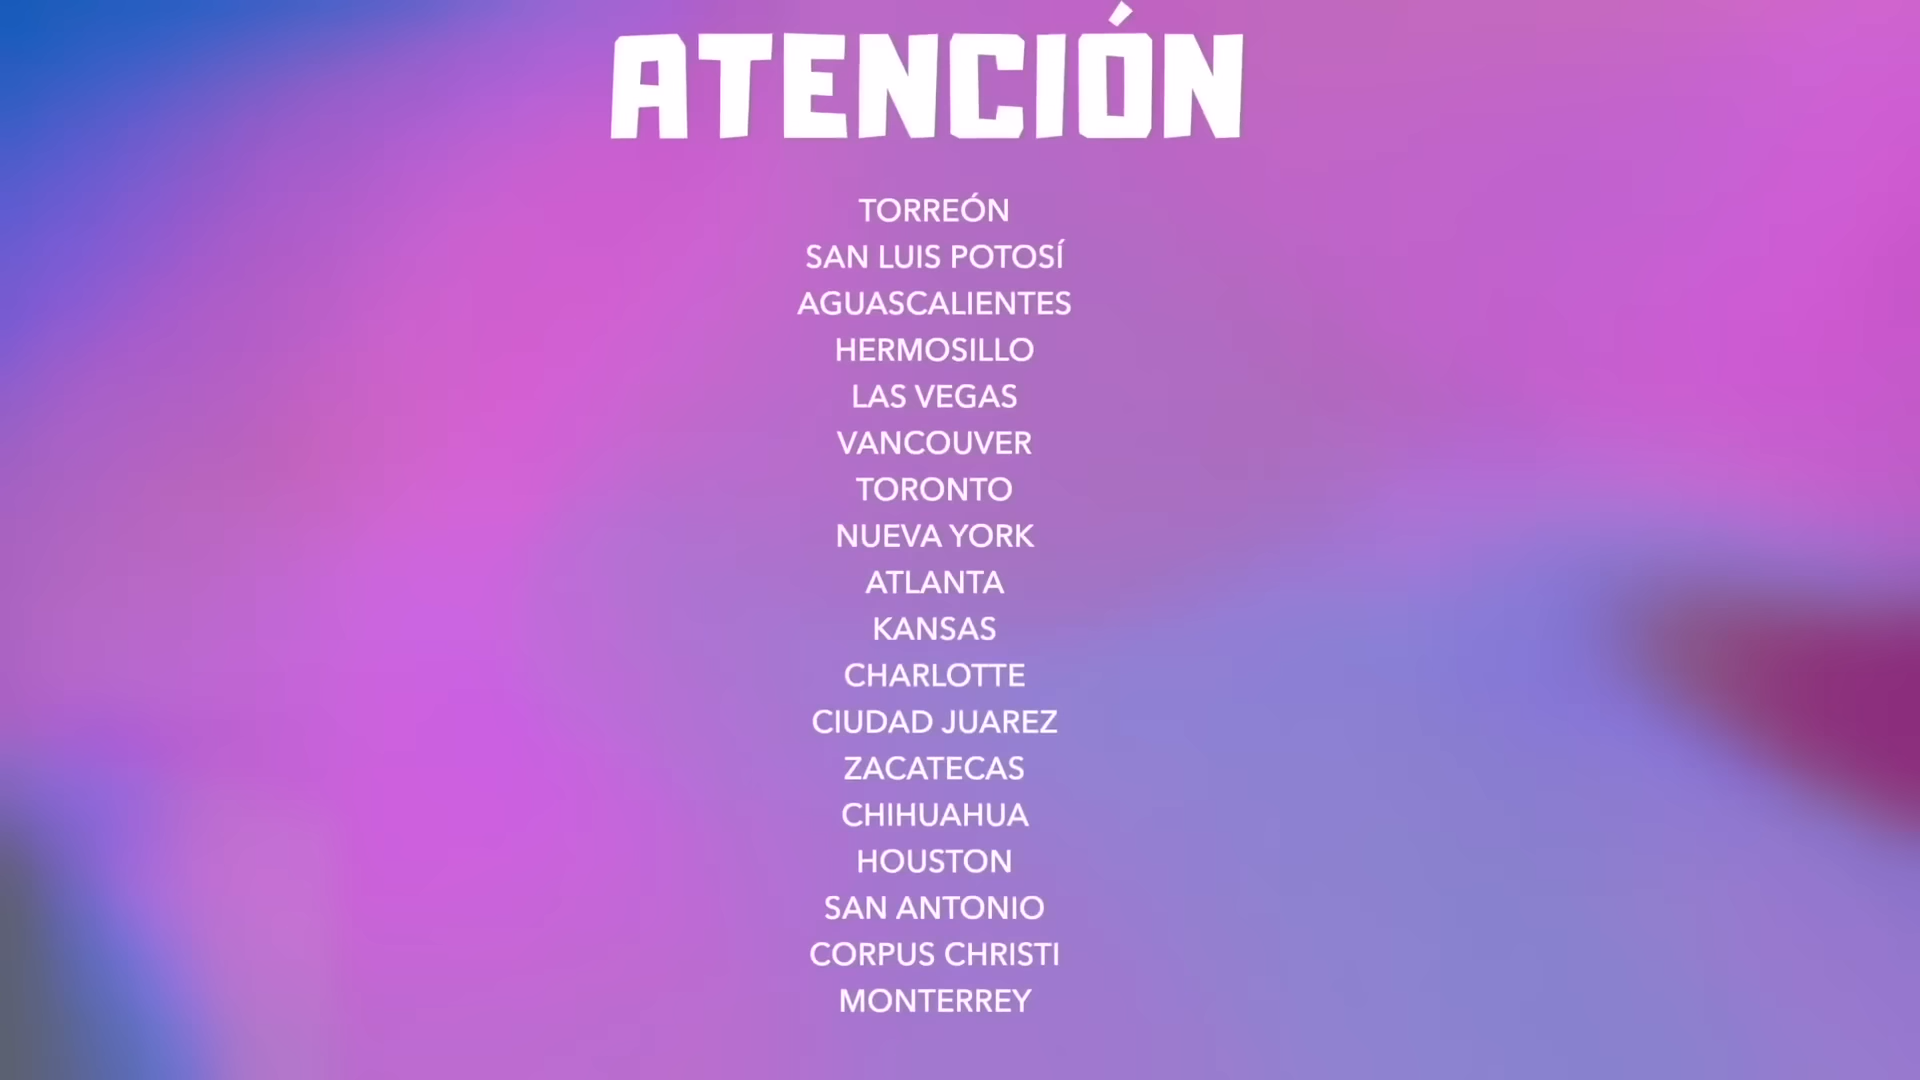 ATENCIÓN
TORREÓN
SAN LUIS POTOSÍ
AGUASCALIENTES
HERMOSILLO
LAS VEGAS
VANCOUVER
TORONTO
NUEVA YORK
ATLANTA
KANSAS
CHARLOTTE
CIUDAD JUAREZ
ZACATECAS
CHIHUAHUA
HOUSTON
SAN ANTONIO
CORPUS CHRISTI
MONTERREY